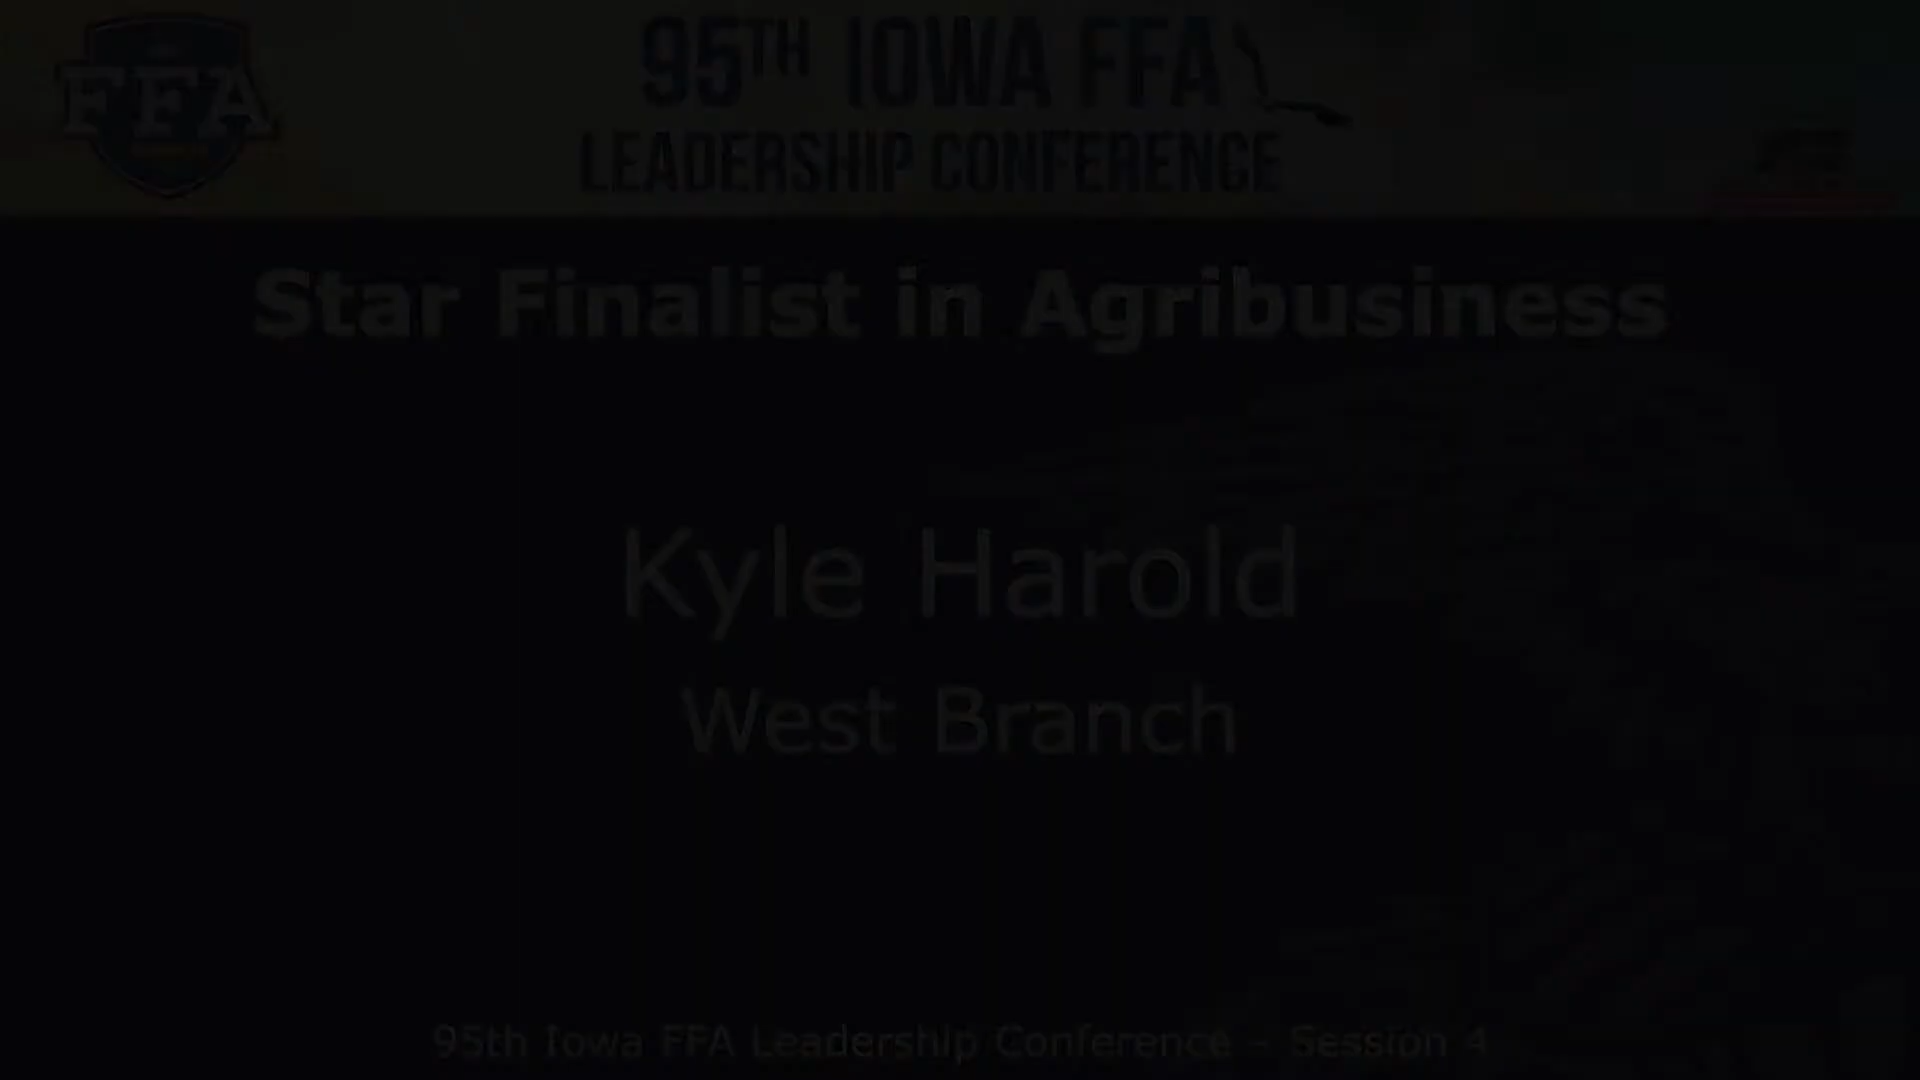 FFA
95TH IOWA FFA
LEADERSHIP CONFERENCE
Star Finalist in Agribusiness
Kyle Harold
West Branch
95th Iowa FFA Leadership Conference - Session 4